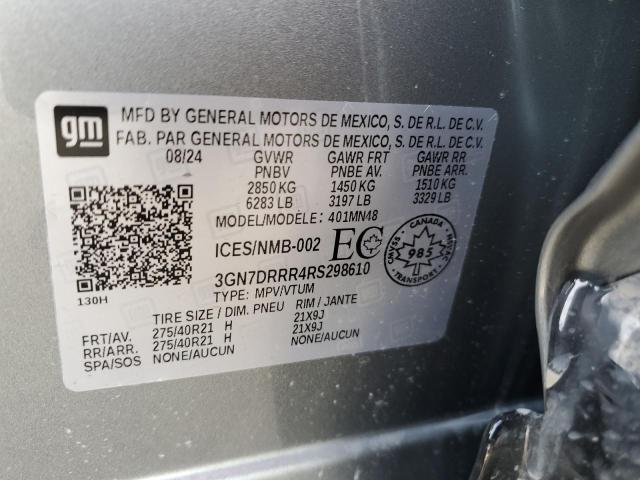 gm
MFD BY GENERAL MOTORS DE MEXICO, S. DE R.L. DE C.V.
FAB. PAR GENERAL MOTORS DE MEXICO, S. DE R.L. DE C.V.
08/24 GVWR GAWR FRT GAWR RR
PNBV PNBE AV. PNBE ARR.
2850 KG 1450 KG 1510 KG
6283 LB 3197 LB 3329 LB
MODEL/MODÈLE: 401MN48
ICES/NMB-002 EC
CANADA
985
3GN7DRRR4RS298610
130H
TYPE: MPV/VTUM
TIRE SIZE / DIM. PNEU RIM / JANTE
FRT/AV. 275/40R21 H 21X9J
RR/ARR. 275/40R21 H 21X9J
SPA/SOS NONE/AUCUN NONE/AUCUN